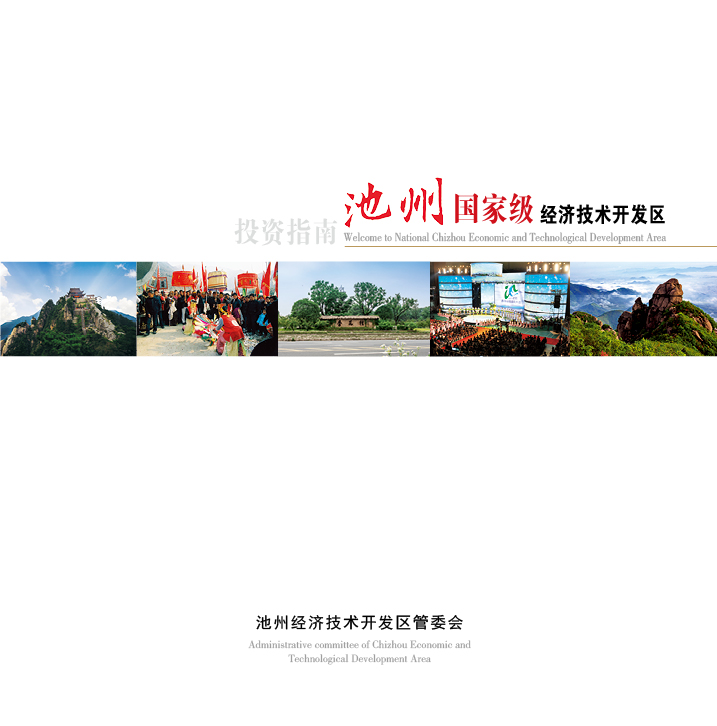 投资指南 池州 国家级 经济技术开发区
Welcome to National Chizhou Economic and Technological Development Area
池州经济技术开发区管委会
Administrative committee of Chizhou Economic and
Technological Development Area